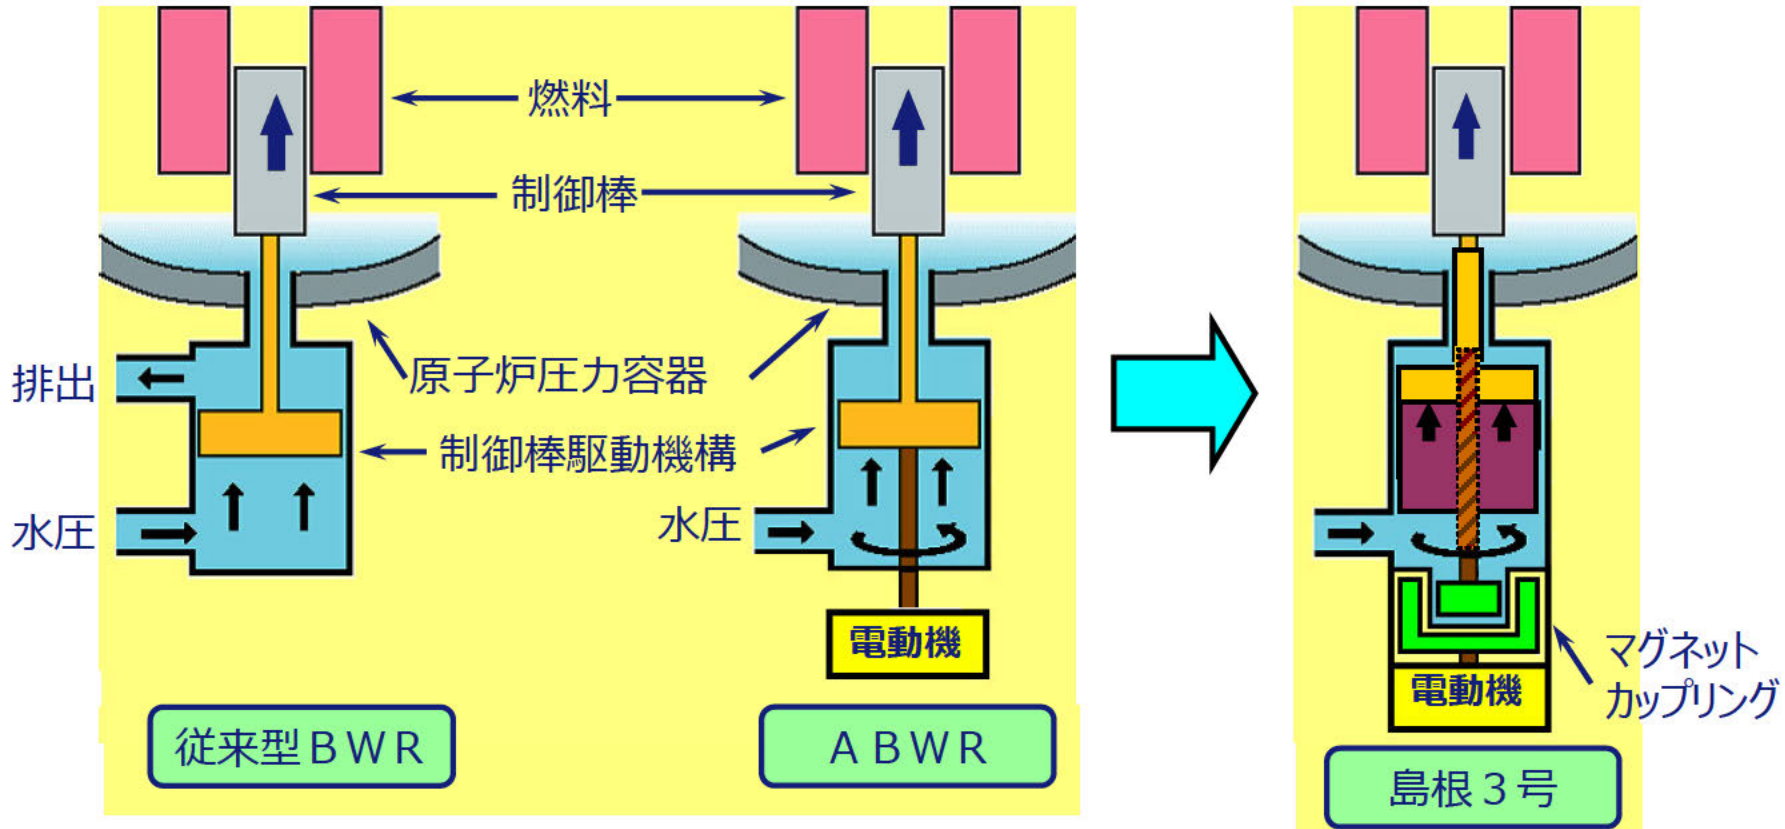 燃料
制御棒
原子炉圧力容器
制御棒駆動機構
排出
水圧
水圧
電動機
電動機
マグネット
カップリング
従来型ＢＷＲ
ＡＢＷＲ
島根３号